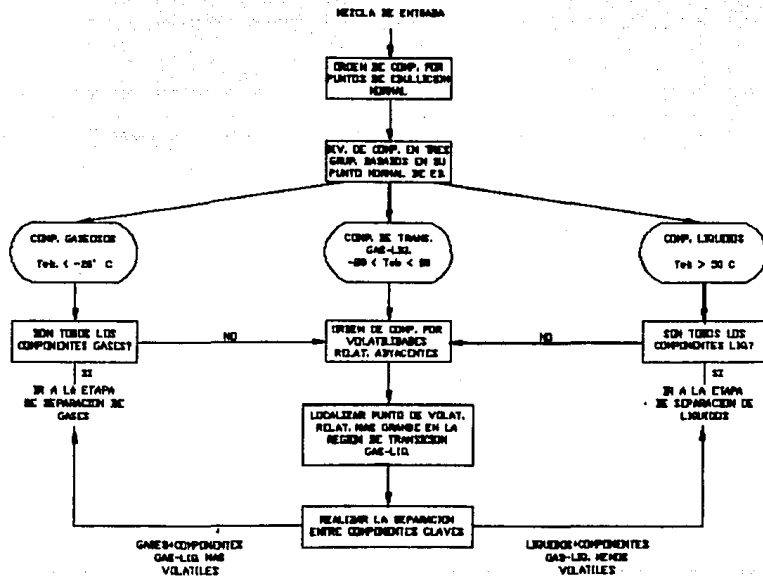 MEZCLA DE ENTRADA
ORDEN DE COMP. POR
PUNTOS DE EBULLICION
NORMAL
DIV. DE COMP. EN TRES
GRUP. BASADOS EN SU
PUNTO NORMAL DE EB.
COMP. GASEOSOS
Teb. < -20° C
COMP. DE TRANS.
GAS-LIQ.
< Teb <
COMP. LIQUIDOS
Teb > C
SON TODOS LOS
COMPONENTES GASES?
NO
ORDEN DE COMP. POR
VOLATILIDADES
RELAT. ADYACENTES
NO
SON TODOS LOS
COMPONENTES LIQ?
SI
IR A LA ETAPA
DE SEPARACION DE
GASES
SI
IR A LA ETAPA
DE SEPARACION DE
LIQUIDOS
LOCALIZAR PUNTO DE VOLAT.
RELAT. MAS GRANDE EN LA
REGION DE TRANSICION
GAS-LIQ.
REALIZAR LA SEPARACION
ENTRE COMPONENTES CLAVES
GASES+COMPONENTES
GAS-LIQ. MAS
VOLATILES
LIQUIDOS+COMPONENTES
GAS-LIQ. MENOS
VOLATILES